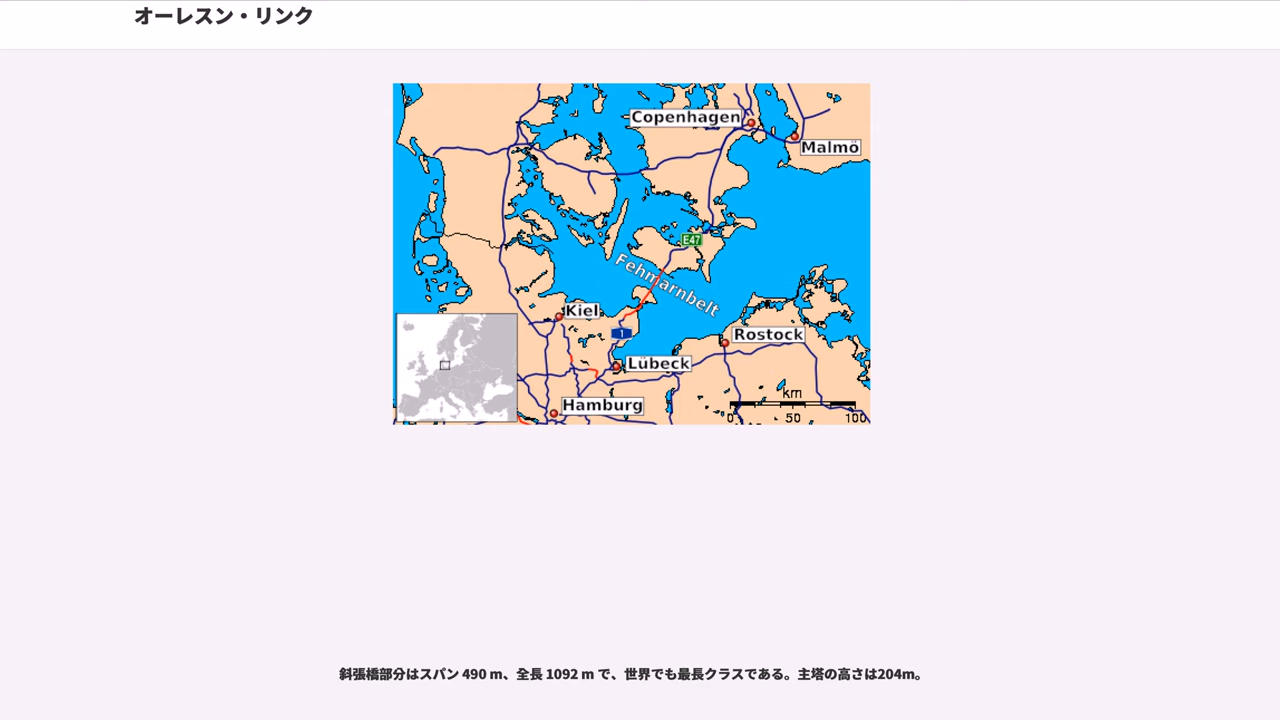 オーレスン・リンク
Copenhagen
Malmö
E47
Fehmarnbelt
Kiel
1
Rostock
Lübeck
km
Hamburg
0 50 100
斜張橋部分はスパン 490 m、全長 1092 m で、世界でも最長クラスである。主塔の高さは204m。